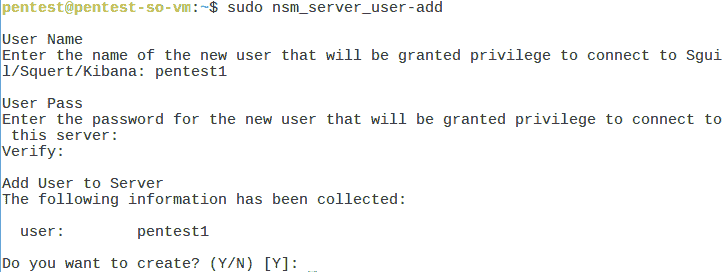 pentest@pentest-so-vm:~$ sudo nsm_server_user-add
User Name
Enter the name of the new user that will be granted privilege to connect to Sgui
l/Squert/Kibana: pentest1
User Pass
Enter the password for the new user that will be granted privilege to connect to
 this server:
Verify:
Add User to Server
The following information has been collected:
  user:        pentest1
Do you want to create? (Y/N) [Y]: